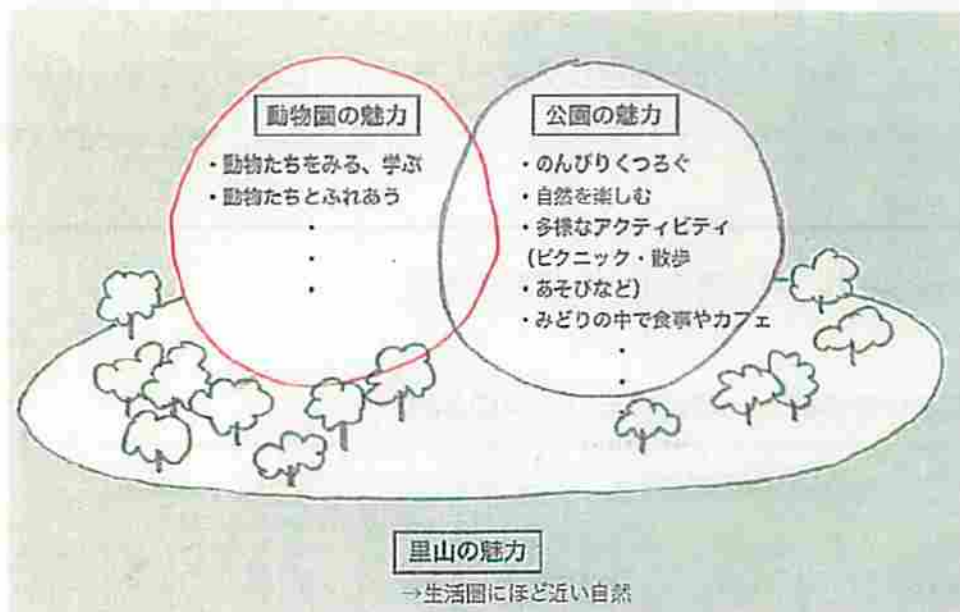 動物園の魅力
・動物たちをみる、学ぶ
・動物たちとふれあう
・
・
・
公園の魅力
・のんびりくつろぐ
・自然を楽しむ
・多様なアクティビティ
(ピクニック・散歩
・あそびなど)
・みどりの中で食事やカフェ
・
・
里山の魅力
→生活圏にほど近い自然